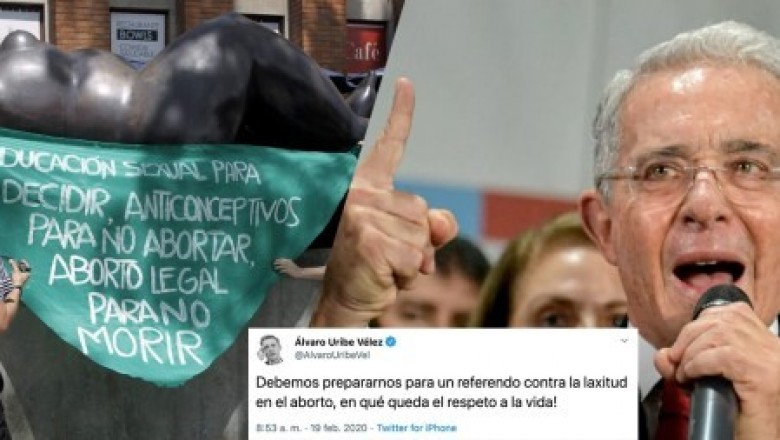 RESTAURANT
BOWLS
Café
EDUCACIÓN SEXUAL PARA
DECIDIR, ANTICONCEPTIVOS
PARA NO ABORTAR,
ABORTO LEGAL
PARA NO
MORIR
Álvaro Uribe Vélez
@AlvaroUribeVel
Debemos prepararnos para un referendo contra la laxitud
en el aborto, en qué queda el respeto a la vida!
8:53 a. m. · 19 feb. 2020 · Twitter for iPhone